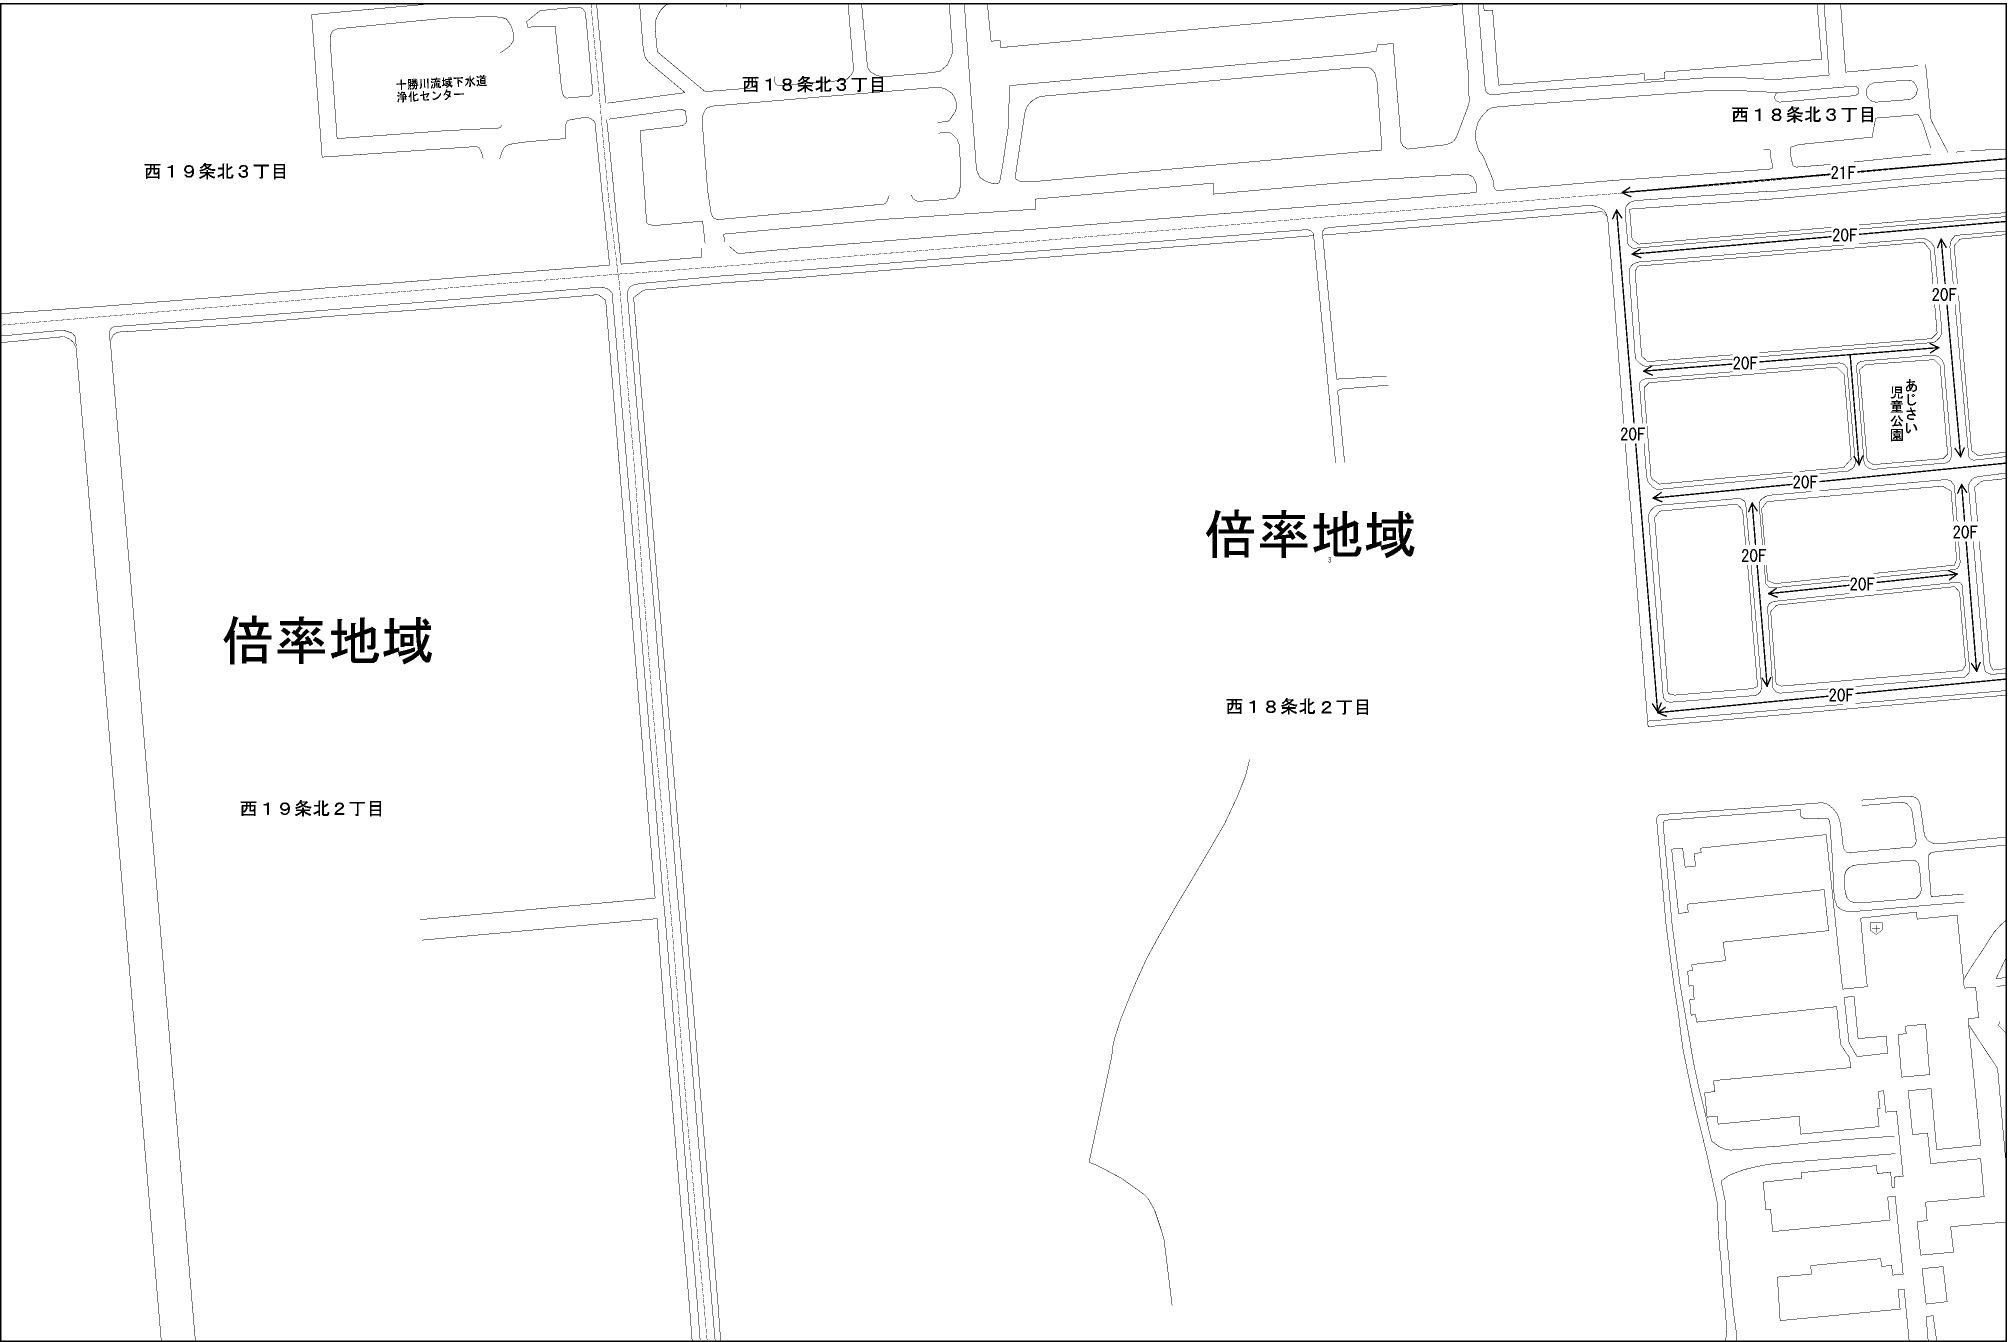 十勝川流域下水道
浄化センター
西１８条北３丁目
西１８条北３丁目
西１９条北３丁目
21F
20F
20F
20F
あじさい
児童公園
20F
20F
倍率地域
3
20F
20F
20F
倍率地域
20F
西１８条北２丁目
西１９条北２丁目